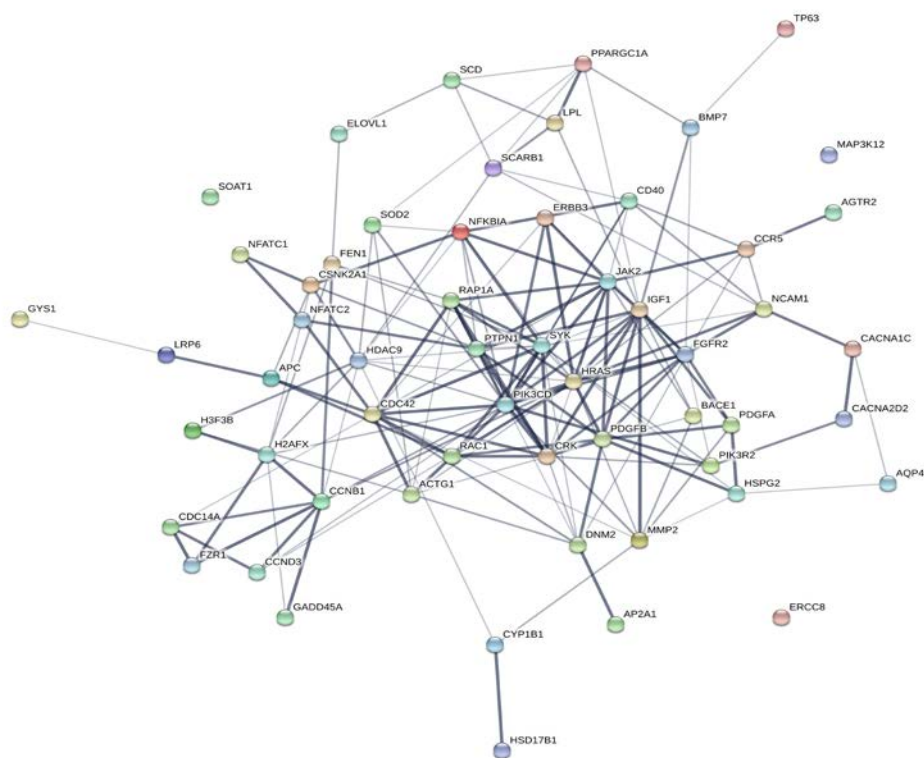 TP63
PPARGC1A
SCD
LPL
BMP7
ELOVL1
MAP3K12
SCARB1
SOAT1
CD40
AGTR2
SOD2
NFKBIA
ERBB3
CCR5
NFATC1
FEN1
CSNK2A1
JAK2
RAP1A
IGF1
NCAM1
GYS1
NFATC2
PTPN1
SYK
FGFR2
CACNA1C
LRP6
HDAC9
APC
HRAS
PIK3CD
CDC42
BACE1
PDGFA
CACNA2D2
H3F3B
PDGFB
H2AFX
RAC1
CRK
PIK3R2
AQP4
ACTG1
HSPG2
CCNB1
CDC14A
DNM2
MMP2
FZR1
CCND3
GADD45A
AP2A1
ERCC8
CYP1B1
HSD17B1